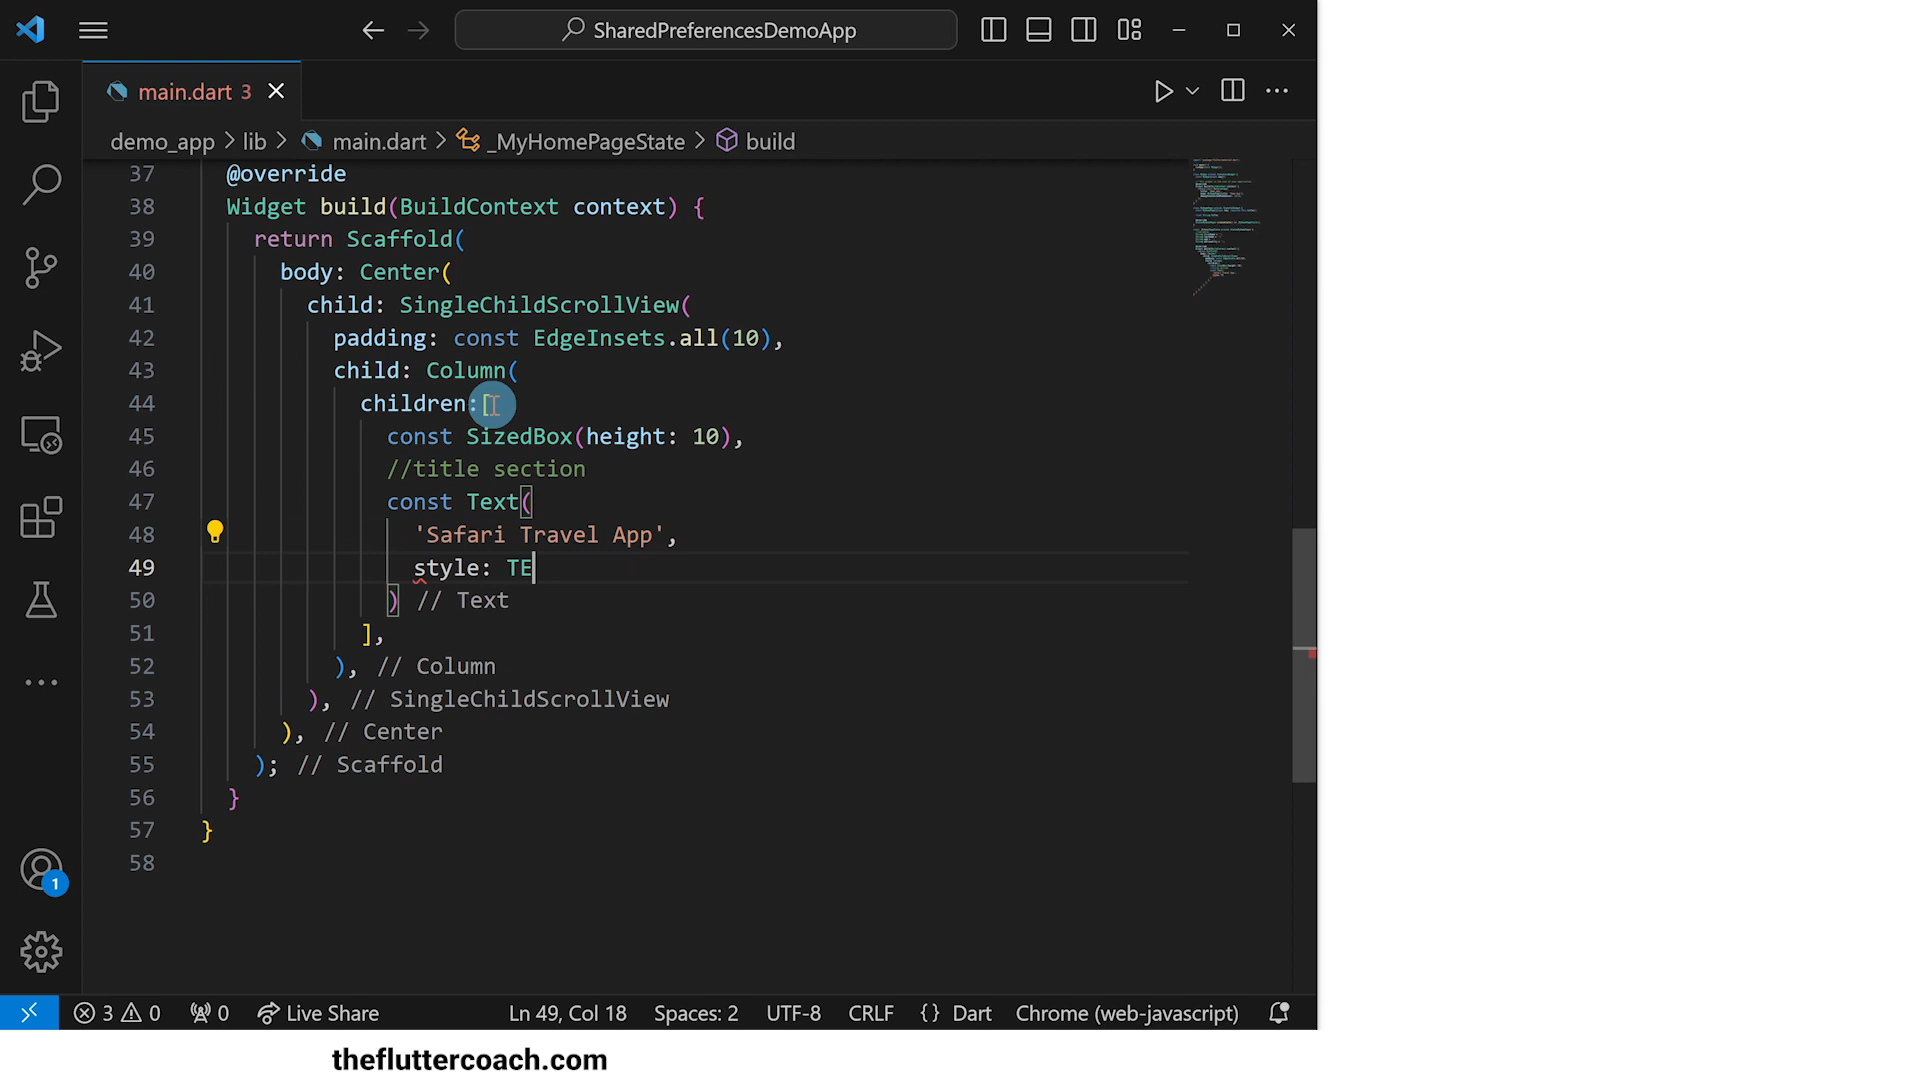 SharedPreferencesDemoApp
main.dart 3
demo_app > lib > main.dart > _MyHomePageState > build
37 @override
38 Widget build(BuildContext context) {
39 return Scaffold(
40 body: Center(
41 child: SingleChildScrollView(
42 padding: const EdgeInsets.all(10),
43 child: Column(
44 children:[
45 const SizedBox(height: 10),
46 //title section
47 const Text(
48 'Safari Travel App',
49 style: TE
50 ) // Text
51 ],
52 ), // Column
53 ), // SingleChildScrollView
54 ), // Center
55 ); // Scaffold
56 }
57 }
58
1
3 0 0 Live Share Ln 49, Col 18 Spaces: 2 UTF-8 CRLF {} Dart Chrome (web-javascript)
thefluttercoach.com